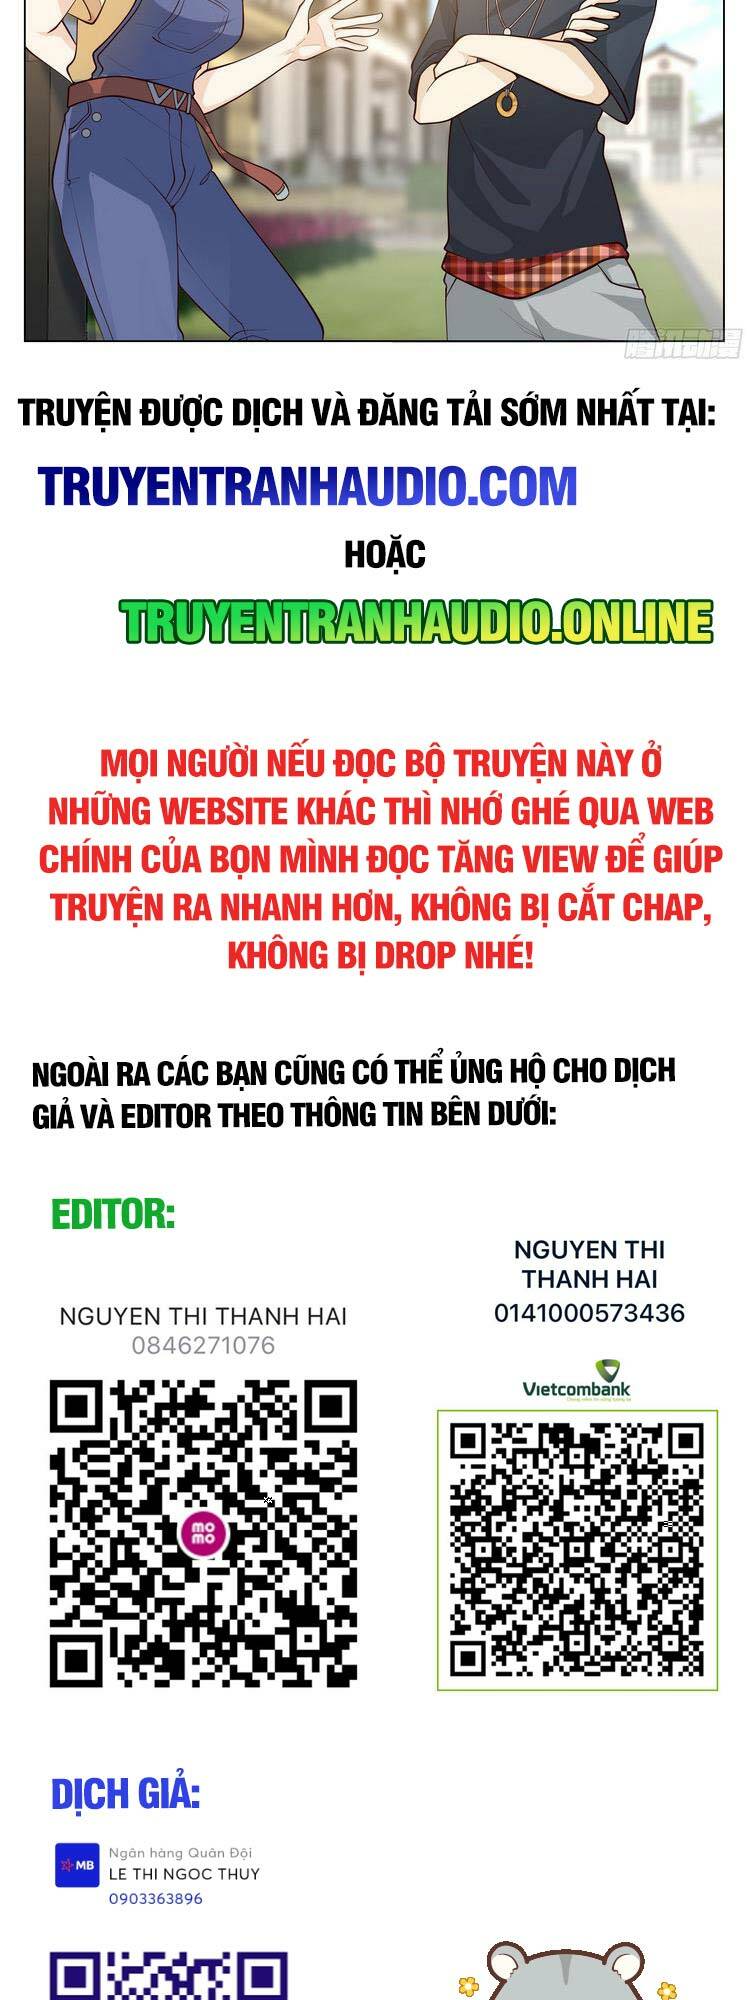 腾讯动漫
TRUYỆN ĐƯỢC DỊCH VÀ ĐĂNG TẢI SỚM NHẤT TẠI:
TRUYENTRANHAUDIO.COM
HOẶC
TRUYENTRANHAUDIO.ONLINE
MỌI NGƯỜI NẾU ĐỌC BỘ TRUYỆN NÀY Ở
NHỮNG WEBSITE KHÁC THÌ NHỚ GHÉ QUA WEB
CHÍNH CỦA BỌN MÌNH ĐỌC TĂNG VIEW ĐỂ GIÚP
TRUYỆN RA NHANH HƠN, KHÔNG BỊ CẮT CHAP,
KHÔNG BỊ DROP NHÉ!
NGOÀI RA CÁC BẠN CŨNG CÓ THỂ ỦNG HỘ CHO DỊCH
GIẢ VÀ EDITOR THEO THÔNG TIN BÊN DƯỚI:
EDITOR:
NGUYEN THI THANH HAI
0846271076
mo
mo
NGUYEN THI
THANH HAI
0141000573436
Vietcombank
DỊCH GIẢ:
MB
Ngân hàng Quân Đội
LE THI NGOC THUY
0903363896